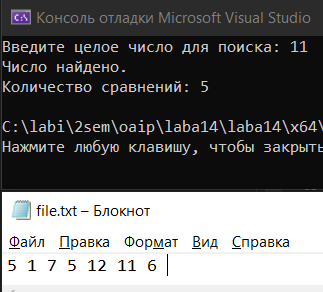 Консоль отладки Microsoft Visual Studio
Введите целое число для поиска: 11
Число найдено.
Количество сравнений: 5
C:\labi\2sem\oaip\laba14\laba14\x64\
Нажмите любую клавишу, чтобы закрыть
file.txt – Блокнот
Файл Правка Формат Вид Справка
5 1 7 5 12 11 6